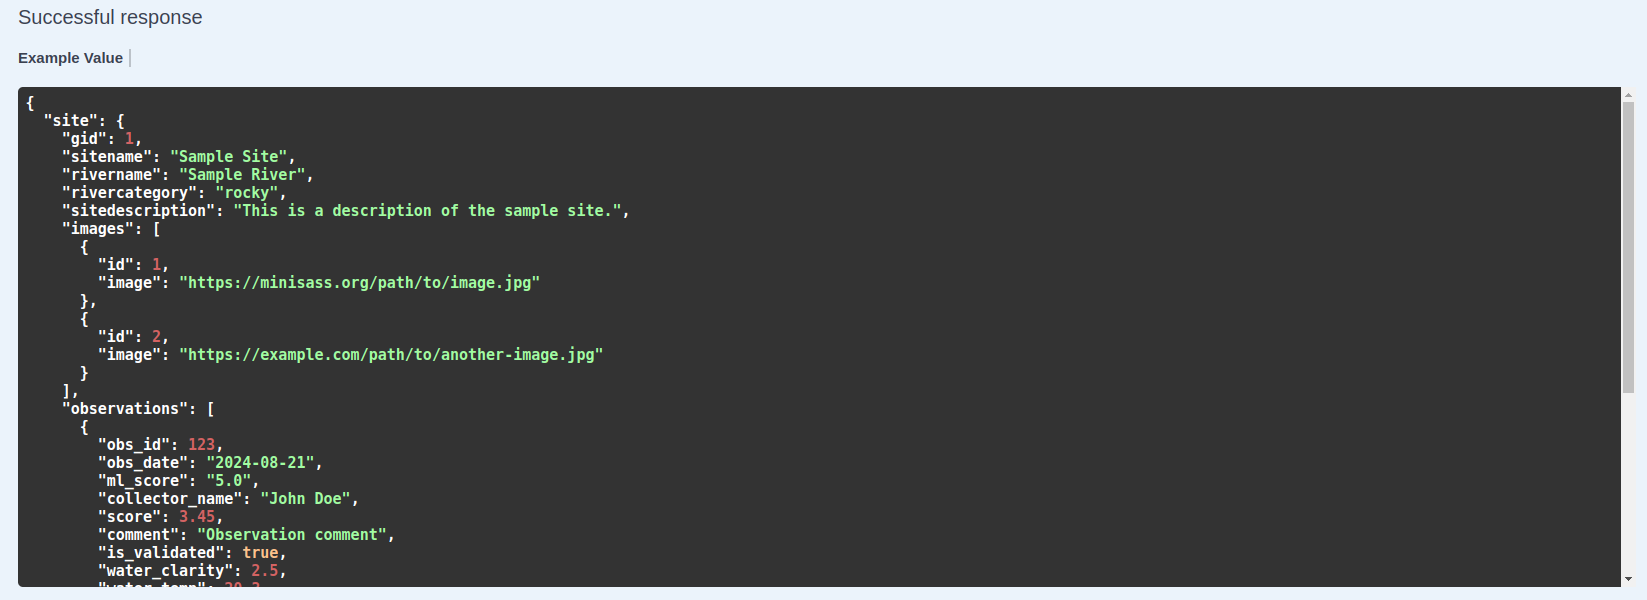 Successful response
Example Value
{
"site": {
"gid": 1,
"sitename": "Sample Site",
"rivername": "Sample River",
"rivercategory": "rocky",
"sitedescription": "This is a description of the sample site.",
"images": [
{
"id": 1,
"image": "https://minisass.org/path/to/image.jpg"
},
{
"id": 2,
"image": "https://example.com/path/to/another-image.jpg"
}
],
"observations": [
{
"obs_id": 123,
"obs_date": "2024-08-21",
"ml_score": "5.0",
"collector_name": "John Doe",
"score": 3.45,
"comment": "Observation comment",
"is_validated": true,
"water_clarity": 2.5,